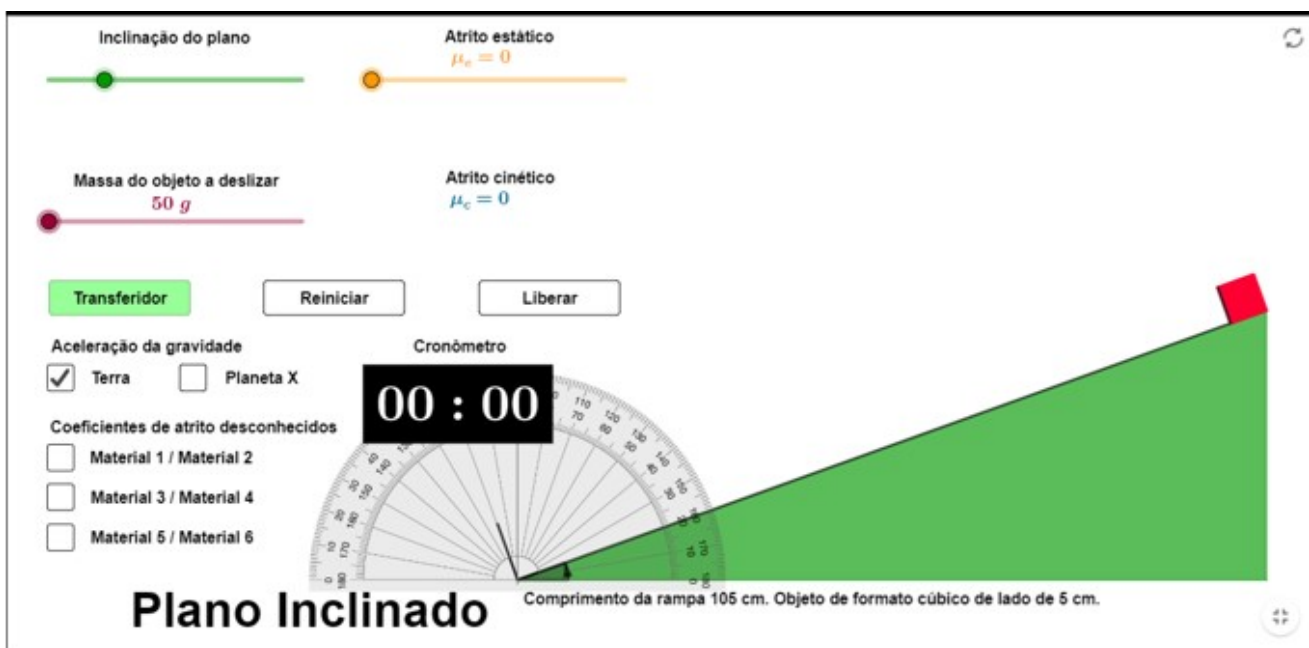 Inclinação do plano
Atrito estático
μₑ = 0
Massa do objeto a deslizar
50 g
Atrito cinético
μ꜀ = 0
Transferidor
Reiniciar
Liberar
Aceleração da gravidade
Terra
Planeta X
Cronômetro
00 : 00
Coeficientes de atrito desconhecidos
Material 1 / Material 2
Material 3 / Material 4
Material 5 / Material 6
Plano Inclinado
Comprimento da rampa 105 cm. Objeto de formato cúbico de lado de 5 cm.